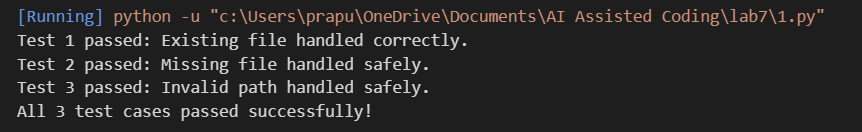 [Running] python -u "c:\Users\prapu\OneDrive\Documents\AI Assisted Coding\lab7\1.py"
Test 1 passed: Existing file handled correctly.
Test 2 passed: Missing file handled safely.
Test 3 passed: Invalid path handled safely.
All 3 test cases passed successfully!